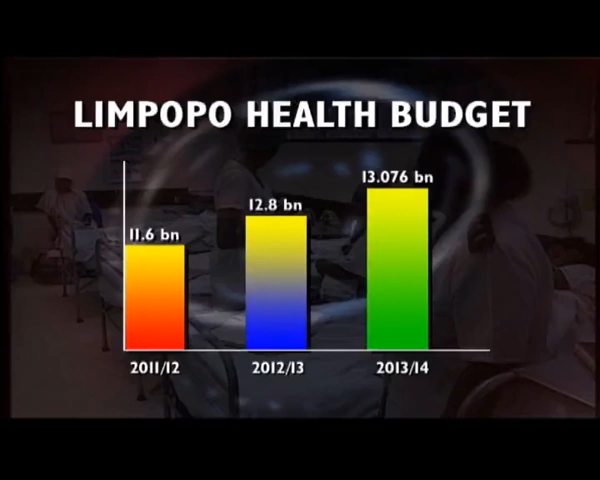 LIMPOPO HEALTH BUDGET
11.6 bn
12.8 bn
13.076 bn
2011/12
2012/13
2013/14